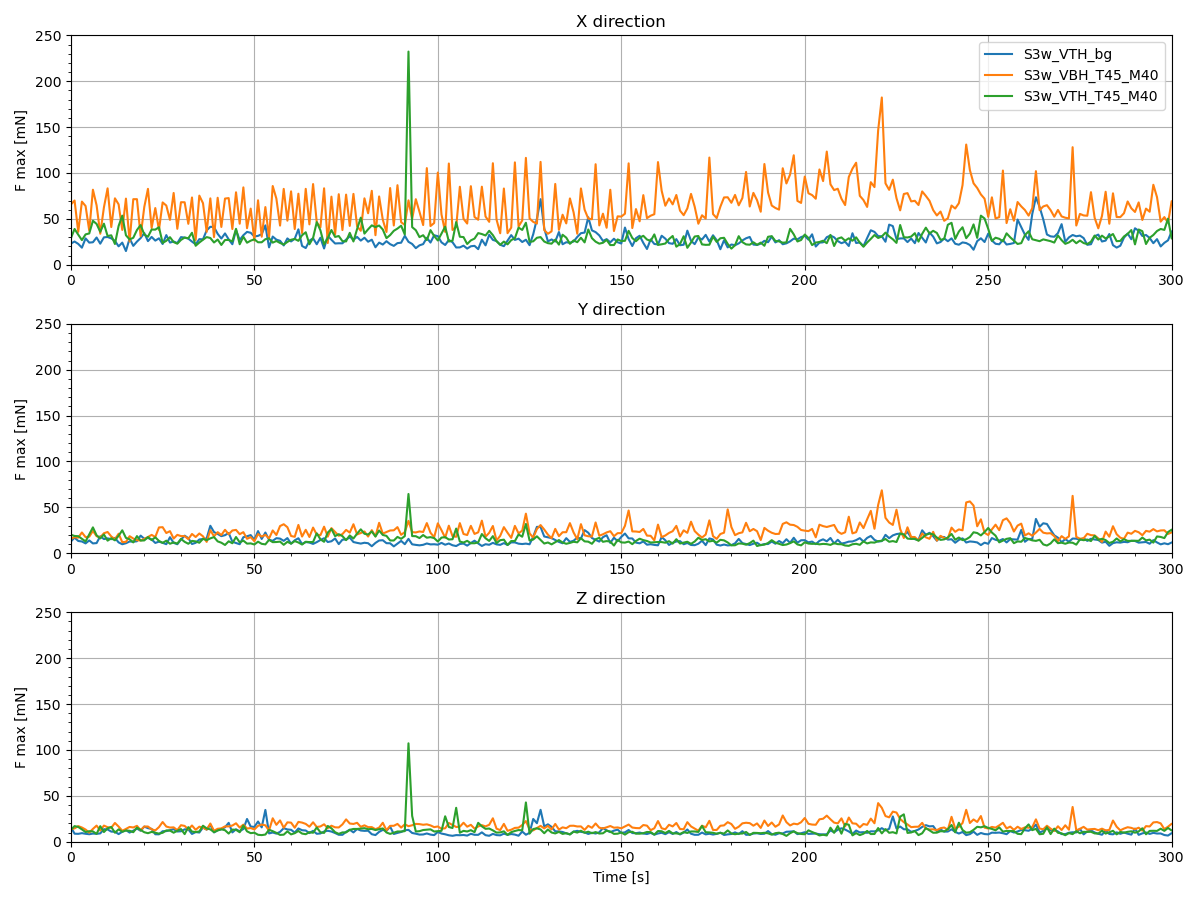 X direction
F max [mN]
250
200
150
100
50
0
S3w_VTH_bg
S3w_VBH_T45_M40
S3w_VTH_T45_M40
0 50 100 150 200 250 300
Y direction
F max [mN]
250
200
150
100
50
0
0 50 100 150 200 250 300
Z direction
F max [mN]
250
200
150
100
50
0
0 50 100 150 200 250 300
Time [s]